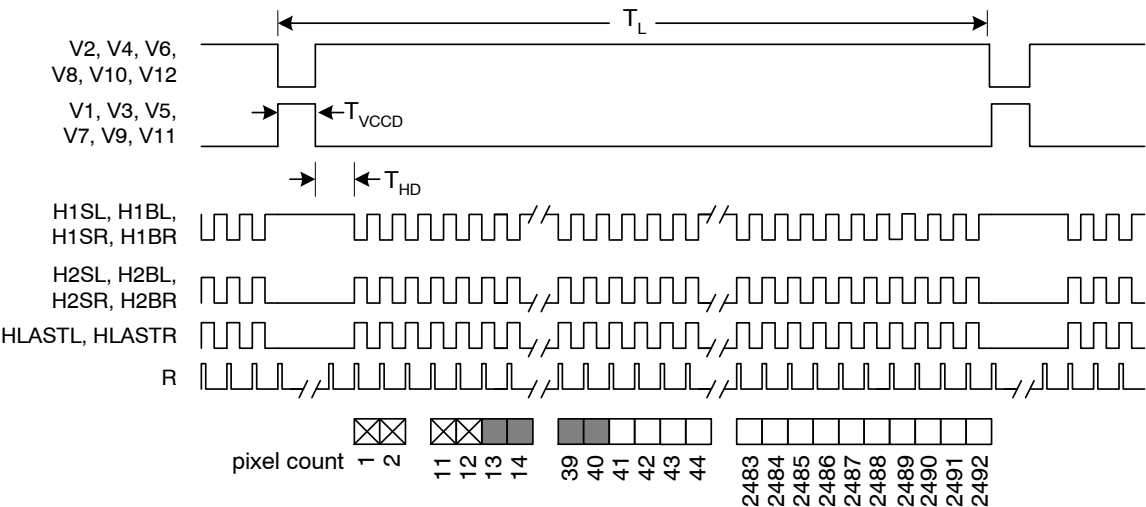 T_L
V2, V4, V6,
V8, V10, V12
V1, V3, V5,
V7, V9, V11
T_VCCD
T_HD
H1SL, H1BL,
H1SR, H1BR
H2SL, H2BL,
H2SR, H2BR
HLASTL, HLASTR
R
pixel count 1 2 11 12 13 14 39 40 41 42 43 44 2483 2484 2485 2486 2487 2488 2489 2490 2491 2492